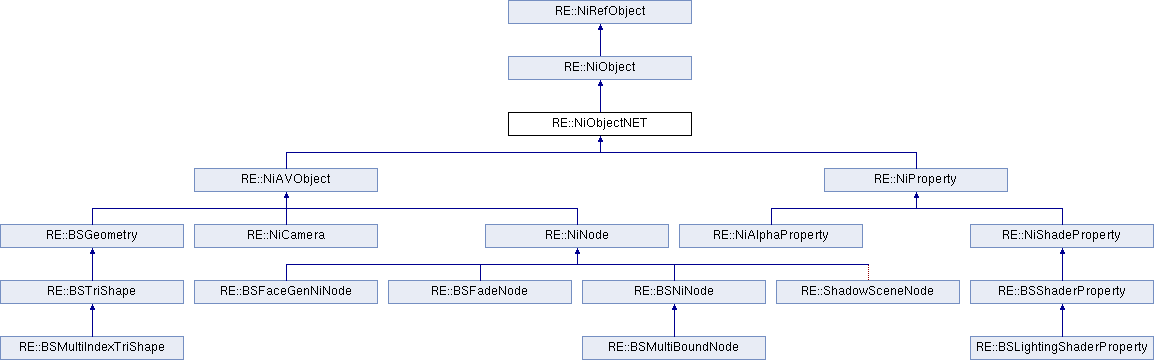 RE::NiRefObject
RE::NiObject
RE::NiObjectNET
RE::NiAVObject
RE::NiProperty
RE::BSGeometry
RE::NiCamera
RE::NiNode
RE::NiAlphaProperty
RE::NiShadeProperty
RE::BSTriShape
RE::BSFaceGenNiNode
RE::BSFadeNode
RE::BSNiNode
RE::ShadowSceneNode
RE::BSShaderProperty
RE::BSMultiIndexTriShape
RE::BSMultiBoundNode
RE::BSLightingShaderProperty